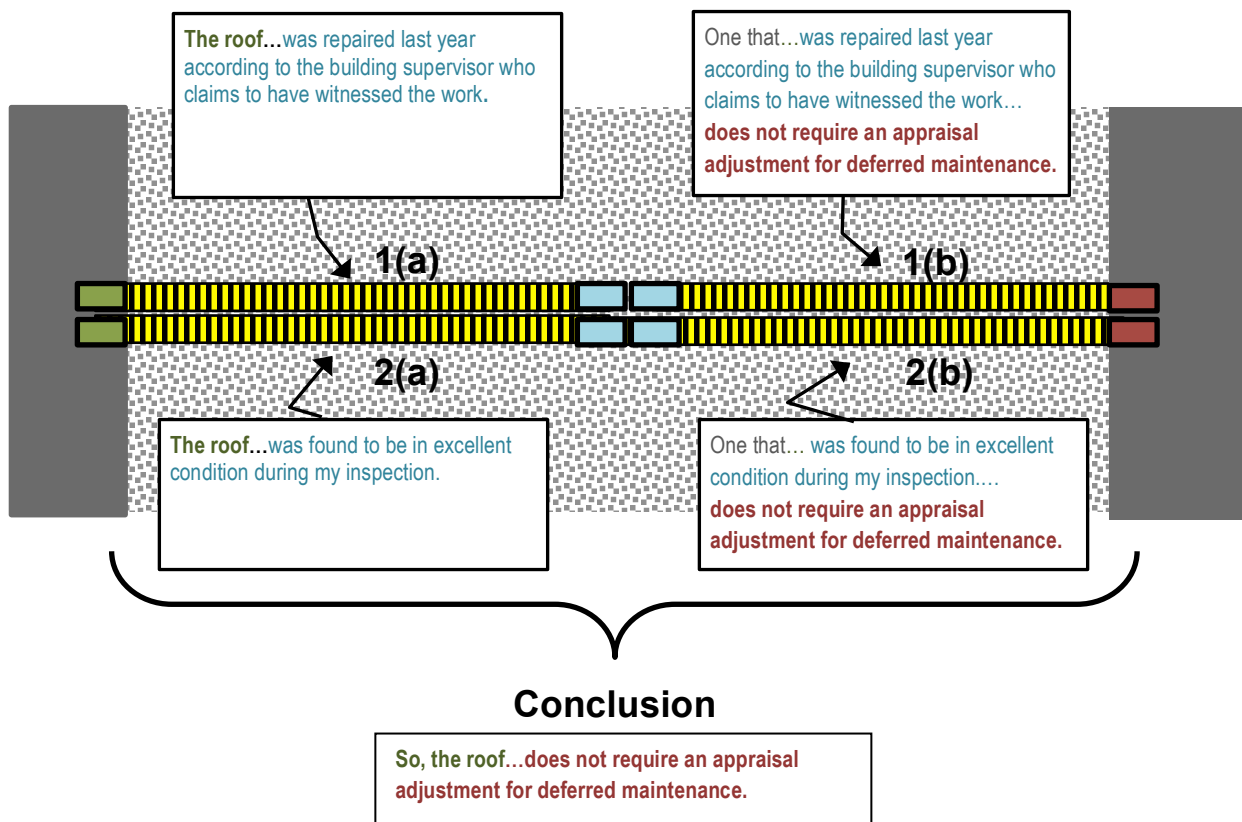 The roof…was repaired last year
according to the building supervisor who
claims to have witnessed the work.
One that…was repaired last year
according to the building supervisor who
claims to have witnessed the work…
does not require an appraisal
adjustment for deferred maintenance.
1(a)
1(b)
2(a)
2(b)
The roof…was found to be in excellent
condition during my inspection.
One that… was found to be in excellent
condition during my inspection.…
does not require an appraisal
adjustment for deferred maintenance.
Conclusion
So, the roof…does not require an appraisal
adjustment for deferred maintenance.